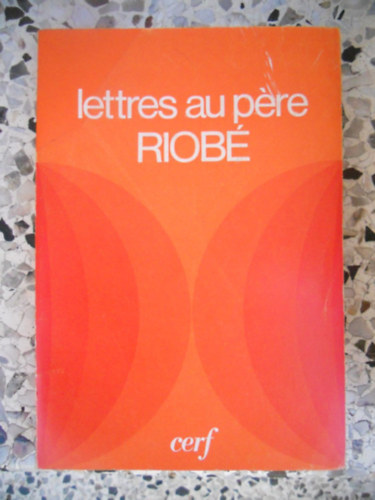 lettres au père
RIOBÉ
cerf